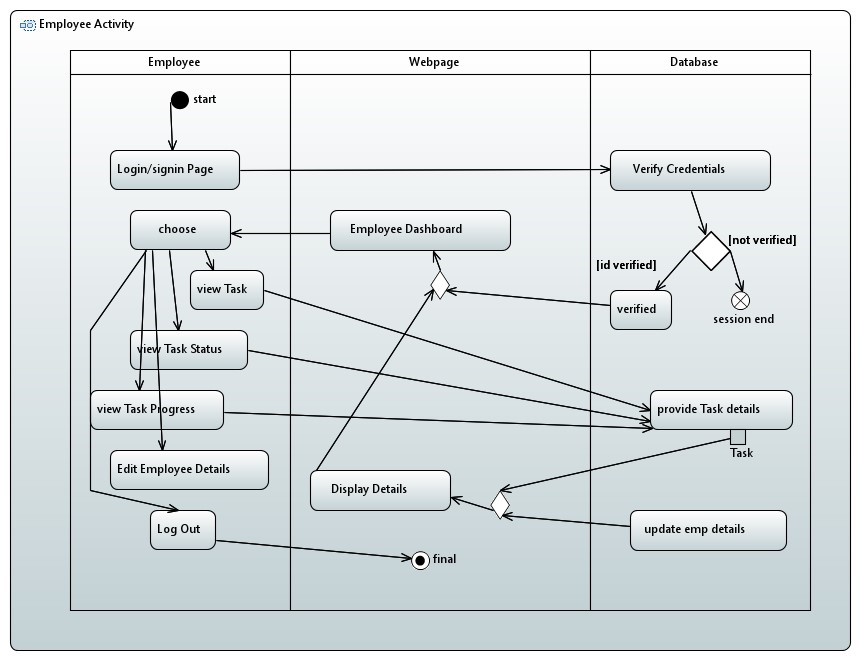 Employee Activity
Employee
Webpage
Database
start
Login/signin Page
Verify Credentials
choose
Employee Dashboard
[not verified]
[id verified]
view Task
verified
session end
view Task Status
view Task Progress
provide Task details
Task
Edit Employee Details
Display Details
Log Out
update emp details
final